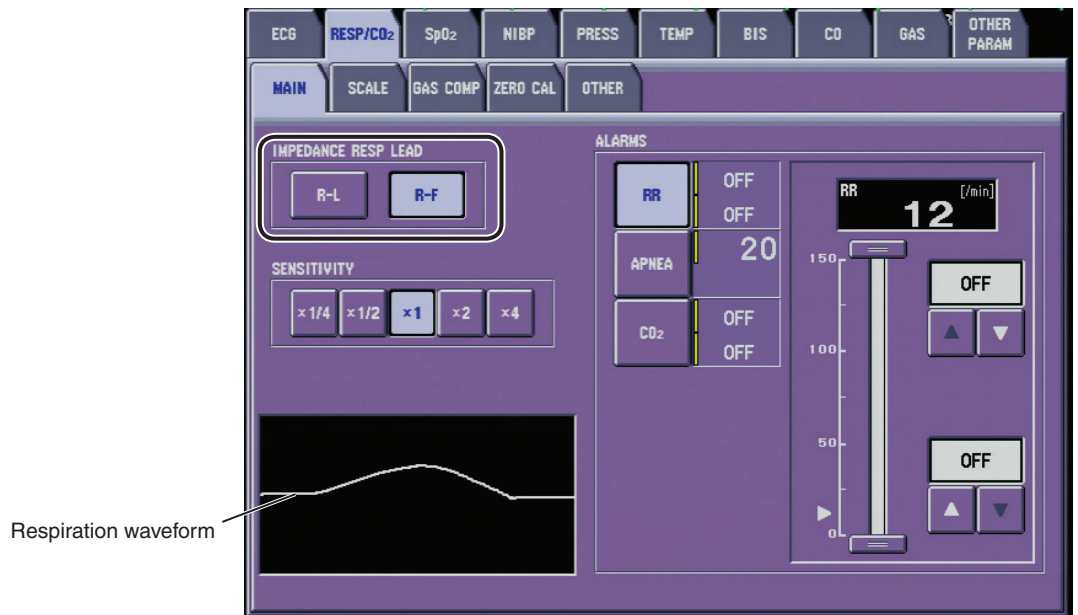 ECG RESP/CO₂ SpO₂ NIBP PRESS TEMP BIS CO GAS OTHER PARAM
MAIN SCALE GAS COMP ZERO CAL OTHER
IMPEDANCE RESP LEAD
R-L R-F
SENSITIVITY
×1/4 ×1/2 ×1 ×2 ×4
Respiration waveform
ALARMS
RR OFF
OFF
APNEA 20
CO₂ OFF
OFF
RR [/min]
12
150
100
50
0
OFF
OFF